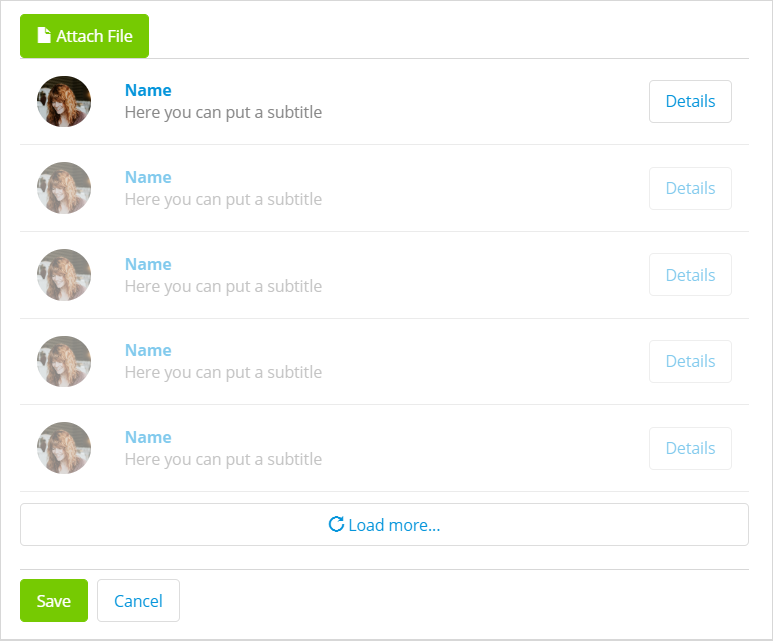 Attach File
Name
Here you can put a subtitle
Details
Name
Here you can put a subtitle
Details
Name
Here you can put a subtitle
Details
Name
Here you can put a subtitle
Details
Name
Here you can put a subtitle
Details
Load more...
Save Cancel